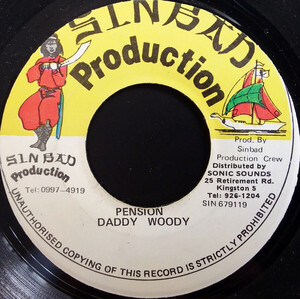 SINBAD
Production
SINBAD
Production
Tel: 0997-4919
Prod. By
Sinbad
Production Crew
Distributed by
SONIC SOUNDS
25 Retirement Rd.
Kingston 5
Tel: 926-1204
SIN 679119
PENSION
DADDY WOODY
UNAUTHORISED COPYING OF THIS RECORD IS STRICTLY PROHIBITED